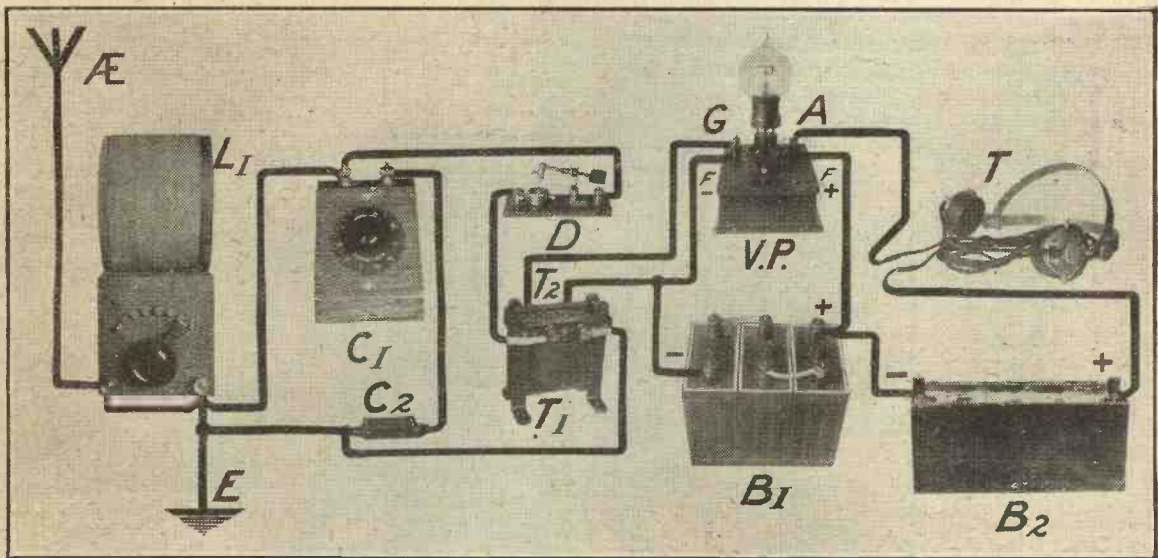 Æ
L1
G
A
F
-
F
+
T
D
V.P.
T2
C1
+
-
-
+
C2
T1
E
B1
B2